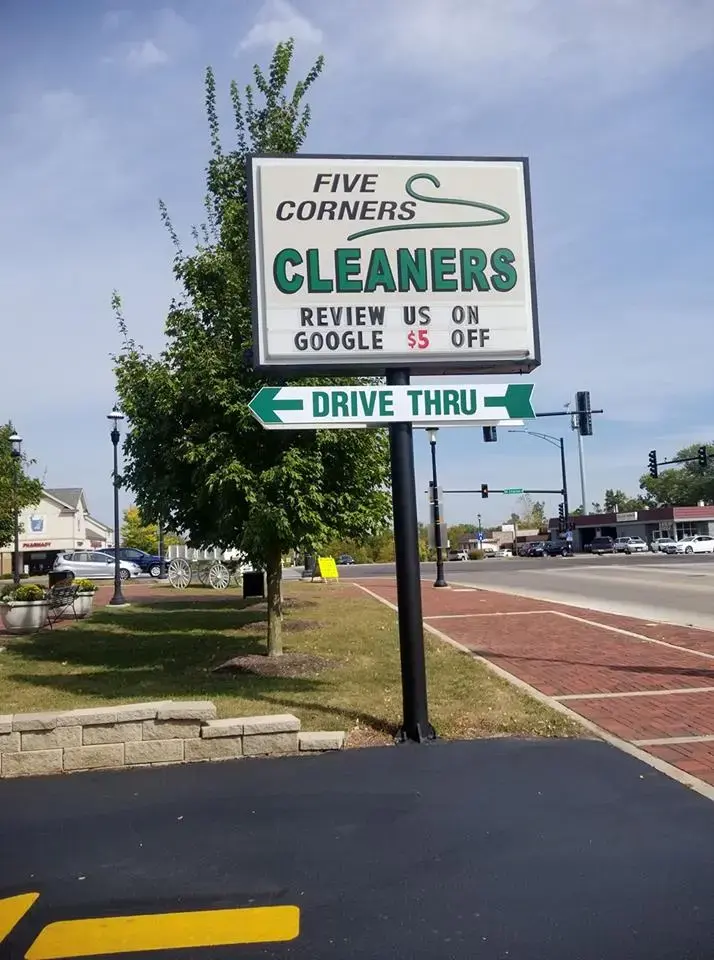 FIVE
CORNERS
CLEANERS
REVIEW US ON
GOOGLE $5 OFF
DRIVE THRU
PHARMACY